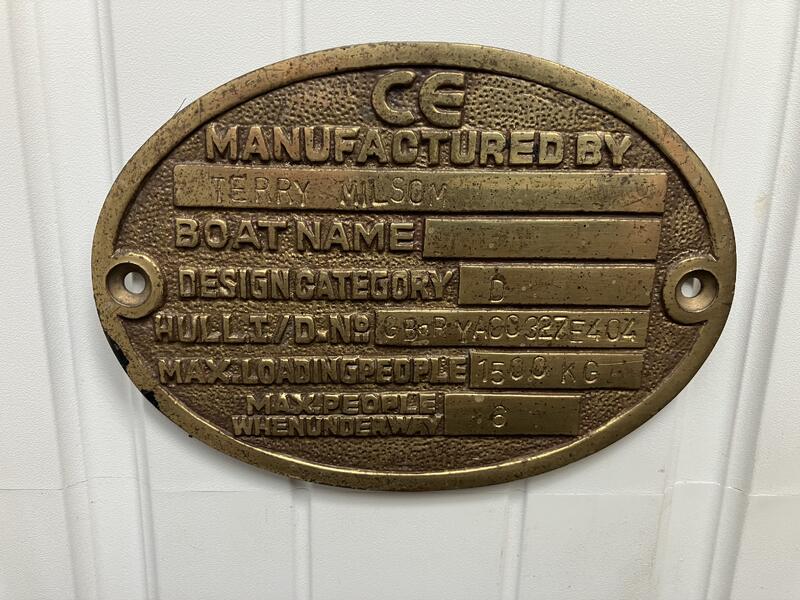 CE
MANUFACTURED BY
TERRY MILSOM
BOAT NAME
DESIGN CATEGORY D
HULL I/D No GB-RYA00327E404
MAX-LOADING PEOPLE 1500 KG
MAX-PEOPLE
WHEN UNDERWAY 6